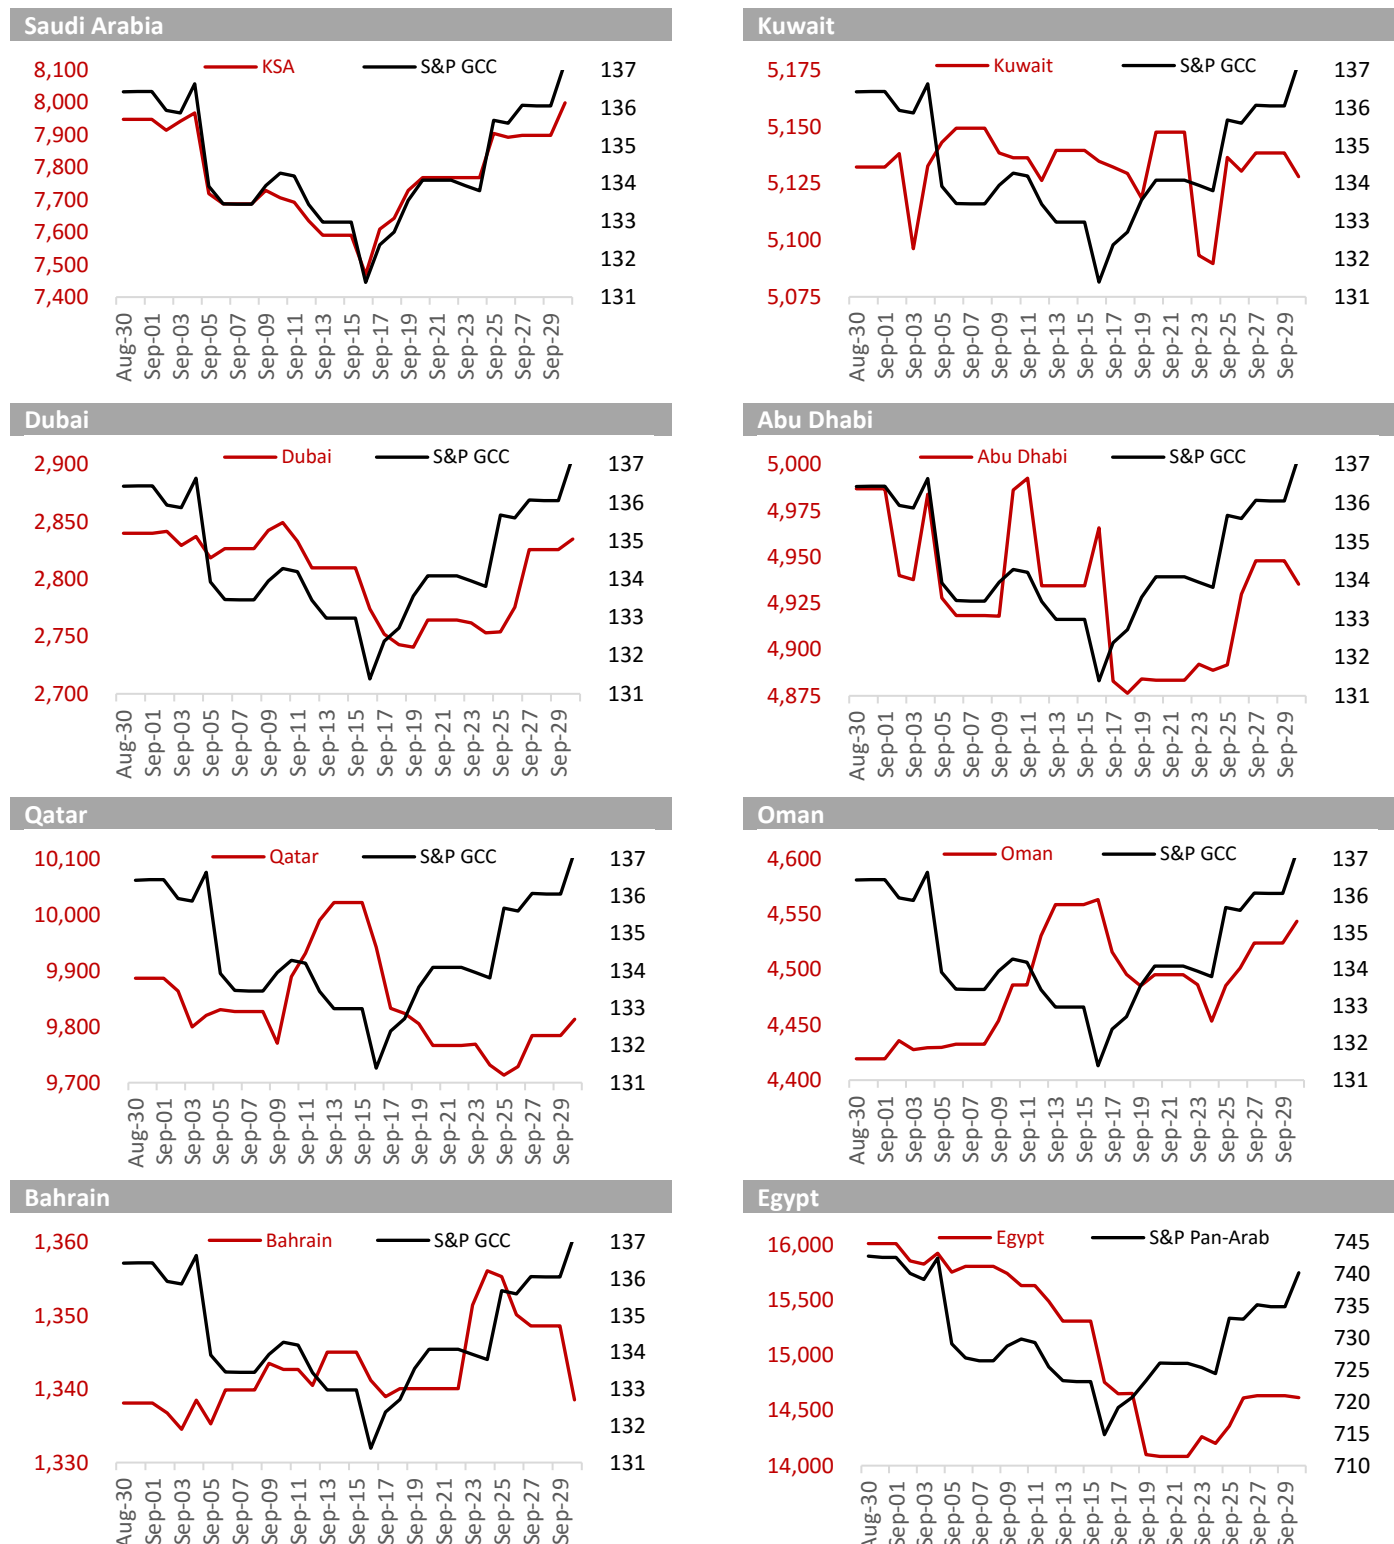 Saudi Arabia
KSA
S&P GCC
8,100
8,000
7,900
7,800
7,700
7,600
7,500
7,400
137
136
135
134
133
132
131
Aug-30
Sep-01
Sep-03
Sep-05
Sep-07
Sep-09
Sep-11
Sep-13
Sep-15
Sep-17
Sep-19
Sep-21
Sep-23
Sep-25
Sep-27
Sep-29
Kuwait
Kuwait
S&P GCC
5,175
5,150
5,125
5,100
5,075
137
136
135
134
133
132
131
Aug-30
Sep-01
Sep-03
Sep-05
Sep-07
Sep-09
Sep-11
Sep-13
Sep-15
Sep-17
Sep-19
Sep-21
Sep-23
Sep-25
Sep-27
Sep-29
Dubai
Dubai
S&P GCC
2,900
2,850
2,800
2,750
2,700
137
136
135
134
133
132
131
Aug-30
Sep-01
Sep-03
Sep-05
Sep-07
Sep-09
Sep-11
Sep-13
Sep-15
Sep-17
Sep-19
Sep-21
Sep-23
Sep-25
Sep-27
Sep-29
Abu Dhabi
Abu Dhabi
S&P GCC
5,000
4,975
4,950
4,925
4,900
4,875
137
136
135
134
133
132
131
Aug-30
Sep-01
Sep-03
Sep-05
Sep-07
Sep-09
Sep-11
Sep-13
Sep-15
Sep-17
Sep-19
Sep-21
Sep-23
Sep-25
Sep-27
Sep-29
Qatar
Qatar
S&P GCC
10,100
10,000
9,900
9,800
9,700
137
136
135
134
133
132
131
Aug-30
Sep-01
Sep-03
Sep-05
Sep-07
Sep-09
Sep-11
Sep-13
Sep-15
Sep-17
Sep-19
Sep-21
Sep-23
Sep-25
Sep-27
Sep-29
Oman
Oman
S&P GCC
4,600
4,550
4,500
4,450
4,400
137
136
135
134
133
132
131
Aug-30
Sep-01
Sep-03
Sep-05
Sep-07
Sep-09
Sep-11
Sep-13
Sep-15
Sep-17
Sep-19
Sep-21
Sep-23
Sep-25
Sep-27
Sep-29
Bahrain
Bahrain
S&P GCC
1,360
1,350
1,340
1,330
137
136
135
134
133
132
131
Aug-30
Sep-01
Sep-03
Sep-05
Sep-07
Sep-09
Sep-11
Sep-13
Sep-15
Sep-17
Sep-19
Sep-21
Sep-23
Sep-25
Sep-27
Sep-29
Egypt
Egypt
S&P Pan-Arab
16,000
15,500
15,000
14,500
14,000
745
740
735
730
725
720
715
710
Aug-30
Sep-01
Sep-03
Sep-05
Sep-07
Sep-09
Sep-11
Sep-13
Sep-15
Sep-17
Sep-19
Sep-21
Sep-23
Sep-25
Sep-27
Sep-29